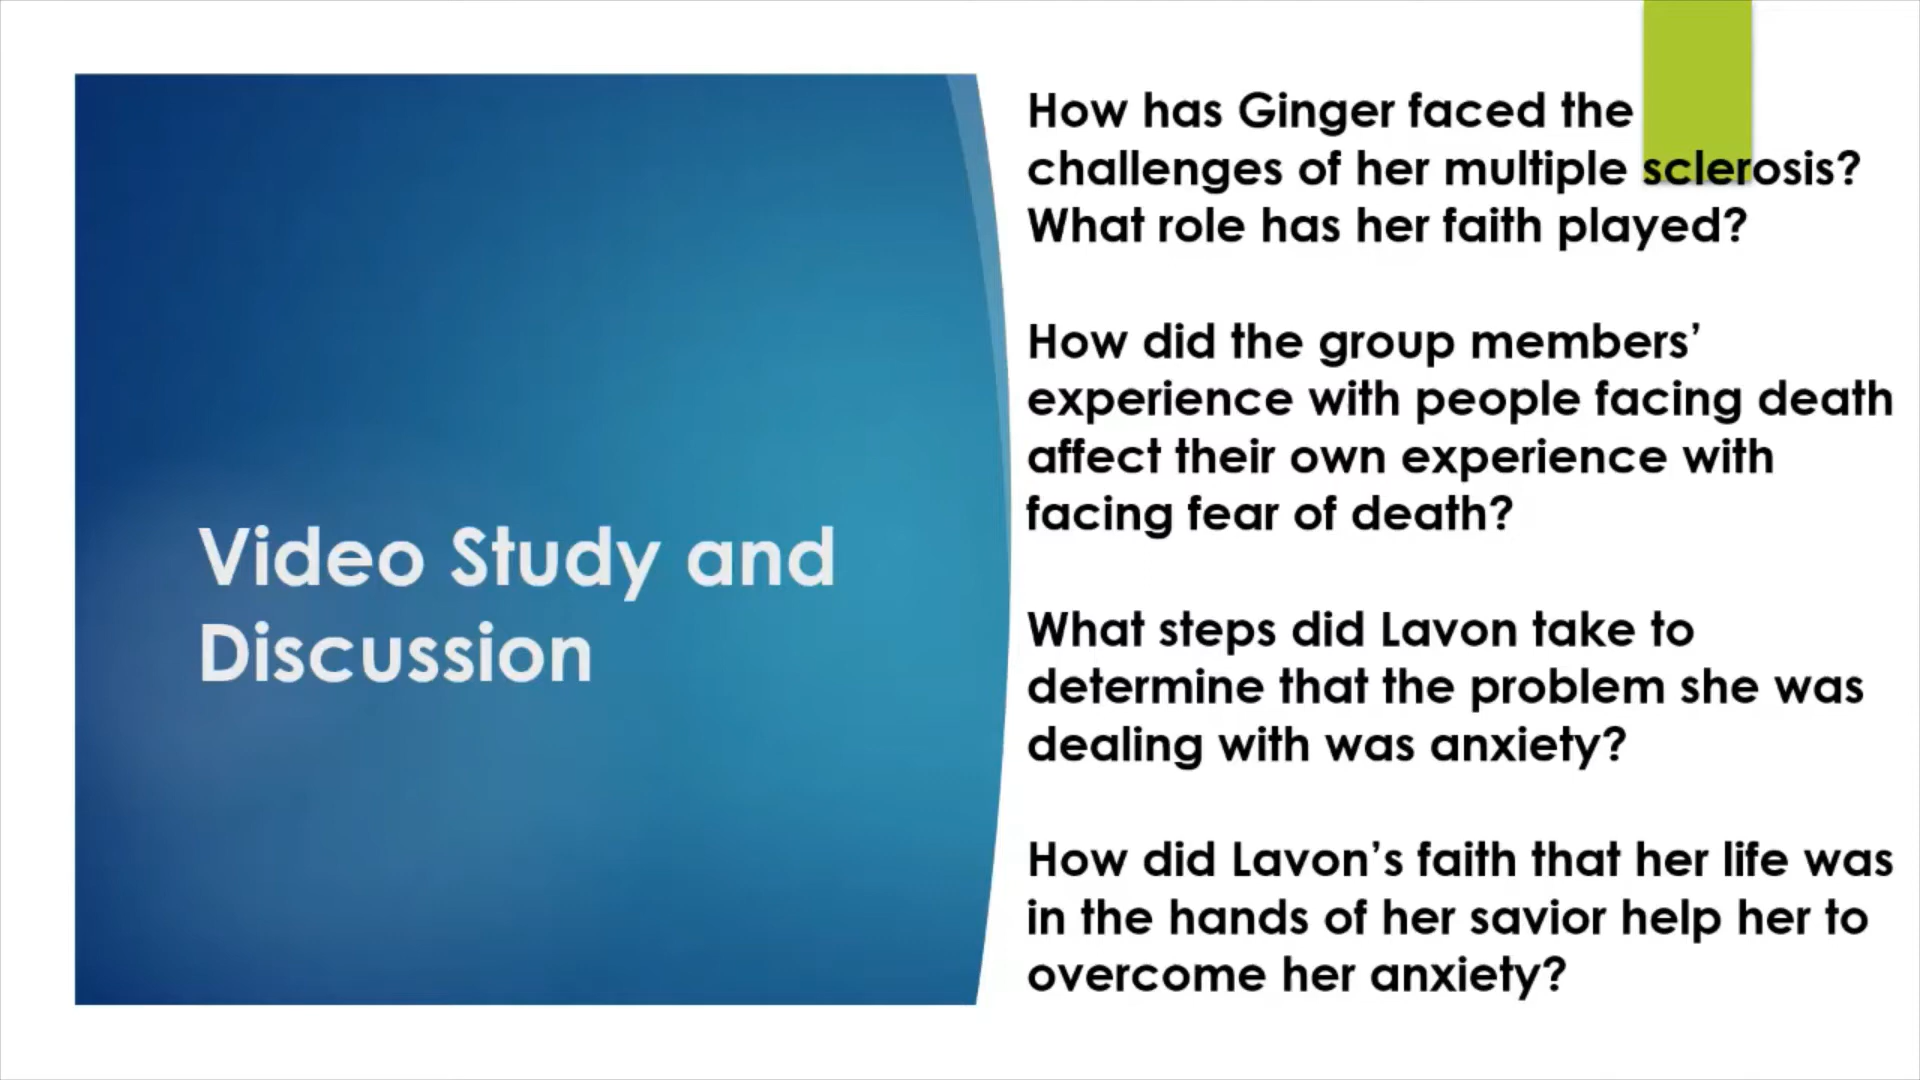 Video Study and
Discussion
How has Ginger faced the
challenges of her multiple sclerosis?
What role has her faith played?
How did the group members’
experience with people facing death
affect their own experience with
facing fear of death?
What steps did Lavon take to
determine that the problem she was
dealing with was anxiety?
How did Lavon’s faith that her life was
in the hands of her savior help her to
overcome her anxiety?